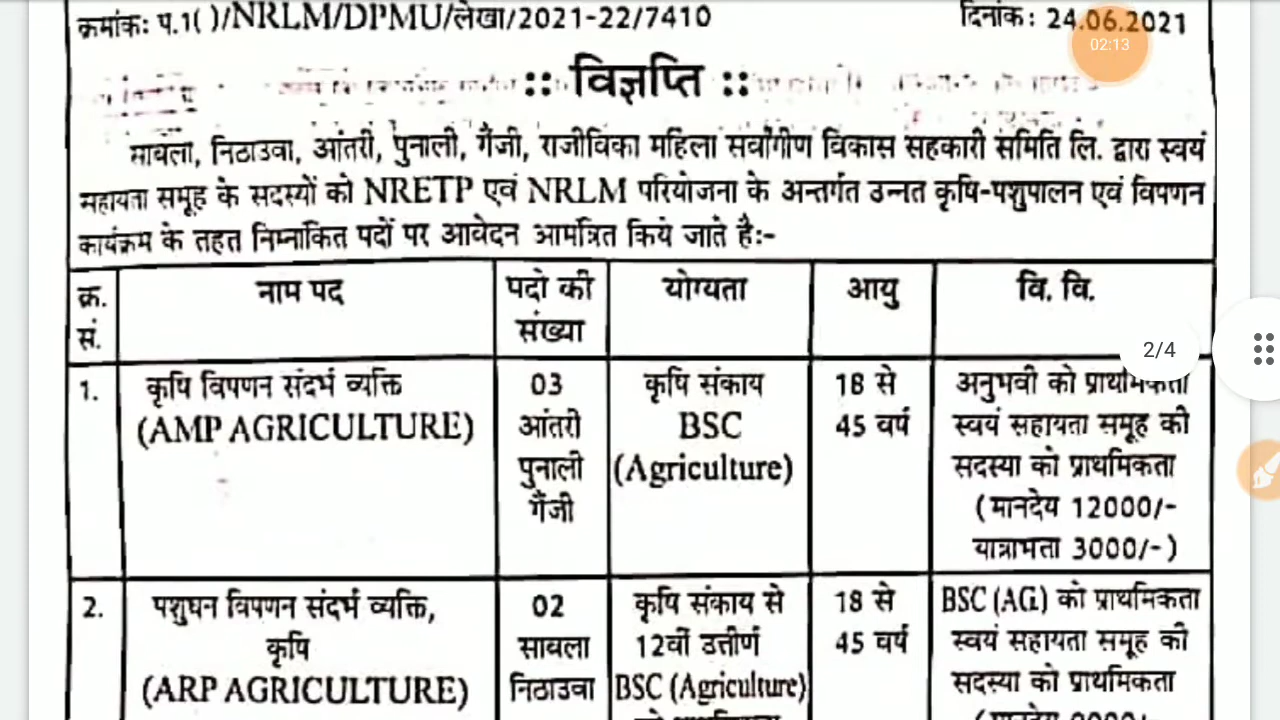 क्रमांक: प.1( )/NRLM/DPMU/लेखा/2021-22/7410 दिनांक: 24.06.2021
02:13
:: विज्ञप्ति ::
सावला, निठाउवा, आंतरी, पुनाली, गैंजी, राजीविका महिला सर्वांगीण विकास सहकारी समिति लि. द्वारा स्वयं
सहायता समूह के सदस्यों को NRETP एवं NRLM परियोजना के अन्तर्गत उन्नत कृषि-पशुपालन एवं विपणन
कार्यक्रम के तहत निम्नांकित पदों पर आवेदन आमंत्रित किये जाते है:-
क्र. सं. नाम पद पदो की संख्या योग्यता आयु वि. वि.
2/4
1. कृषि विपणन संदर्भ व्यक्ति 03 कृषि संकाय 18 से अनुभवी को प्राथमिकता
(AMP AGRICULTURE) आंतरी BSC 45 वर्ष स्वयं सहायता समूह की
पुनाली (Agriculture) सदस्या को प्राथमिकता
गैंजी (मानदेय 12000/-
यात्राभता 3000/-)
2. पशुधन विपणन संदर्भ व्यक्ति, 02 कृषि संकाय से 18 से BSC (AG) को प्राथमिकता
कृषि सावला 12वीं उत्तीर्ण 45 वर्ष स्वयं सहायता समूह की
(ARP AGRICULTURE) निठाउवा BSC (Agriculture) सदस्या को प्राथमिकता